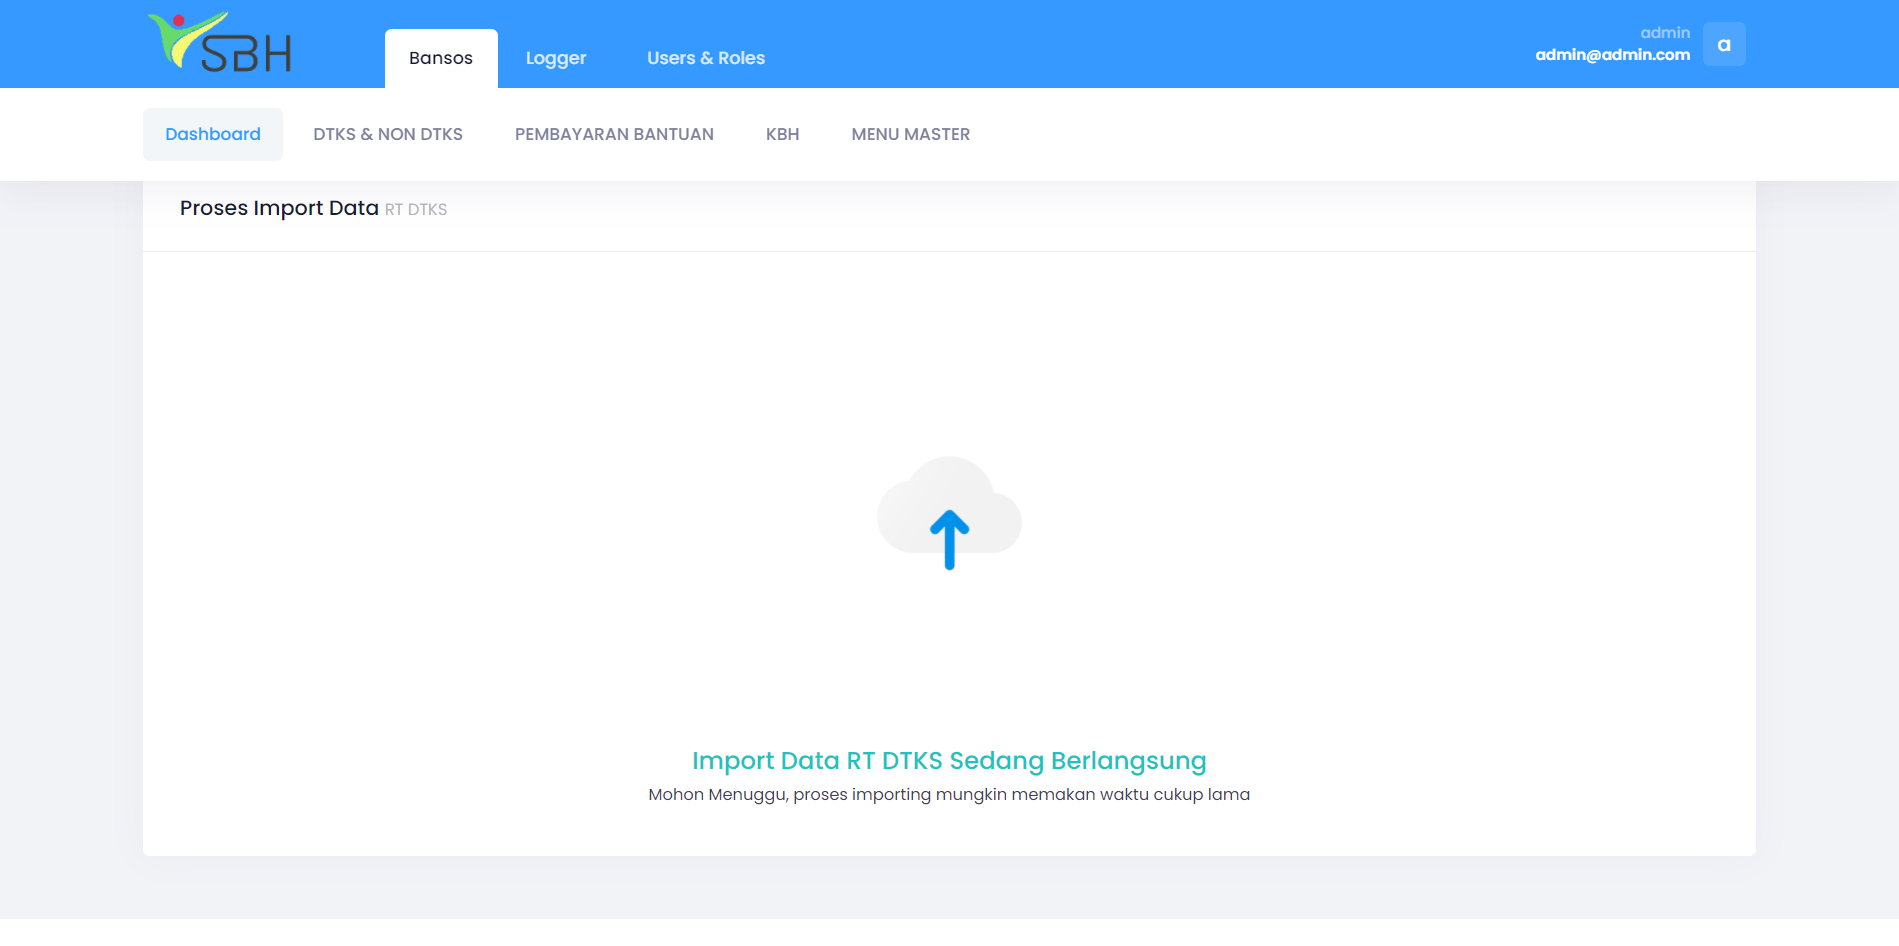 SBH
Bansos
Logger
Users & Roles
admin
admin@admin.com
a
Dashboard
DTKS & NON DTKS
PEMBAYARAN BANTUAN
KBH
MENU MASTER
Proses Import Data RT DTKS
Import Data RT DTKS Sedang Berlangsung
Mohon Menuggu, proses importing mungkin memakan waktu cukup lama